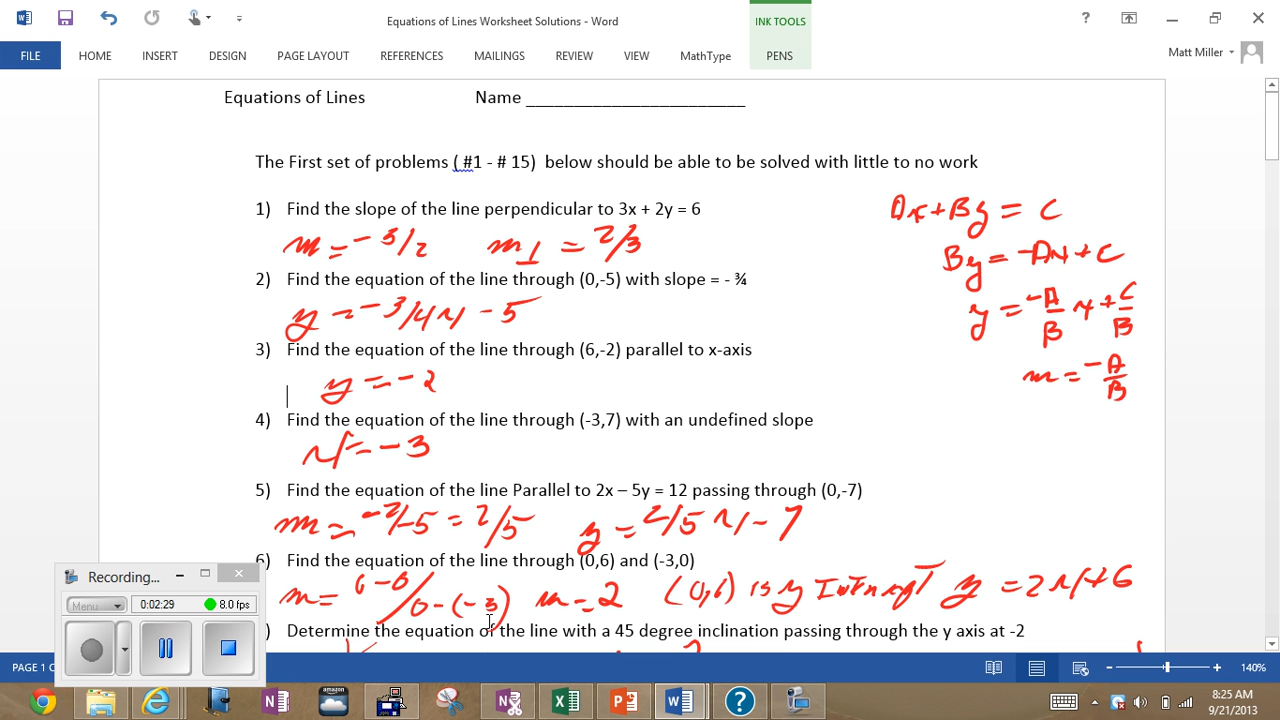 Equations of Lines Worksheet Solutions - Word
INK TOOLS
Matt Miller
FILE HOME INSERT DESIGN PAGE LAYOUT REFERENCES MAILINGS REVIEW VIEW MathType PENS
Equations of Lines Name _______________________
The First set of problems ( #1 - # 15) below should be able to be solved with little to no work
1) Find the slope of the line perpendicular to 3x + 2y = 6
m = -3/2 m⊥ = 2/3
2) Find the equation of the line through (0,-5) with slope = - ¾
y = -3/4x - 5
3) Find the equation of the line through (6,-2) parallel to x-axis
y = -2
4) Find the equation of the line through (-3,7) with an undefined slope
x = -3
5) Find the equation of the line Parallel to 2x – 5y = 12 passing through (0,-7)
m = -2/-5 = 2/5 y = 2/5 x - 7
6) Find the equation of the line through (0,6) and (-3,0)
m = 6-0/0-(-3) m = 2 (0,6) is y Intercept y = 2x+6
) Determine the equation of the line with a 45 degree inclination passing through the y axis at -2
Ax+By = C
By = -Ax+C
y = -A/B x + C/B
m = -A/B
Recording...
Menu 0:02:29 8.0 fps
PAGE 1 O
140%
amazon
8:25 AM
9/21/2013